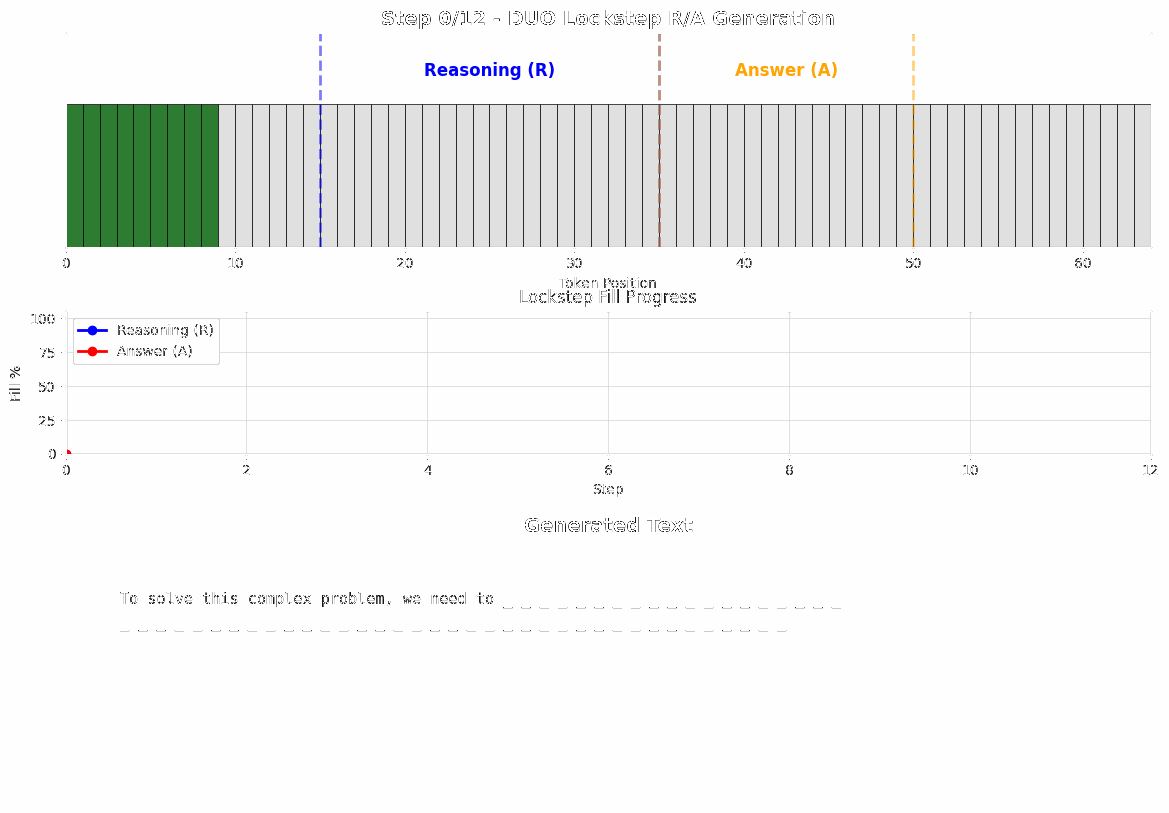 Step 0/12 - DUO Lockstep R/A Generation
Reasoning (R)
Answer (A)
0 10 20 30 40 50 60
Token Position
Lockstep Fill Progress
100
75
50
25
0
Fill %
Reasoning (R)
Answer (A)
0 2 4 6 8 10 12
Step
Generated Text
To solve this complex problem, we need to _ _ _ _ _ _ _ _ _ _ _ _ _ _ _ _ _ _ _
_ _ _ _ _ _ _ _ _ _ _ _ _ _ _ _ _ _ _ _ _ _ _ _ _ _ _ _ _ _ _ _ _ _ _ _ _